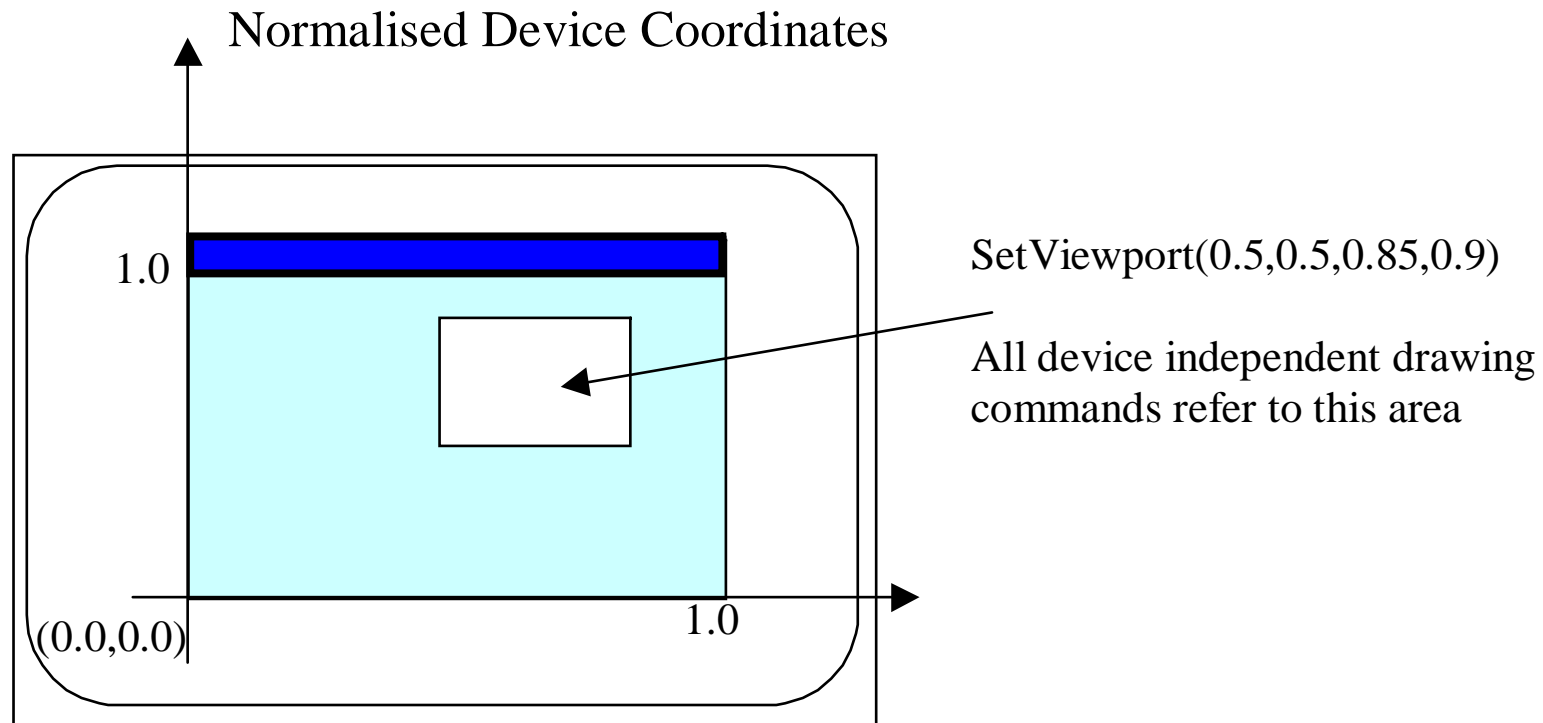 Normalised Device Coordinates
1.0
SetViewport(0.5,0.5,0.85,0.9)
All device independent drawing
commands refer to this area
1.0
(0.0,0.0)